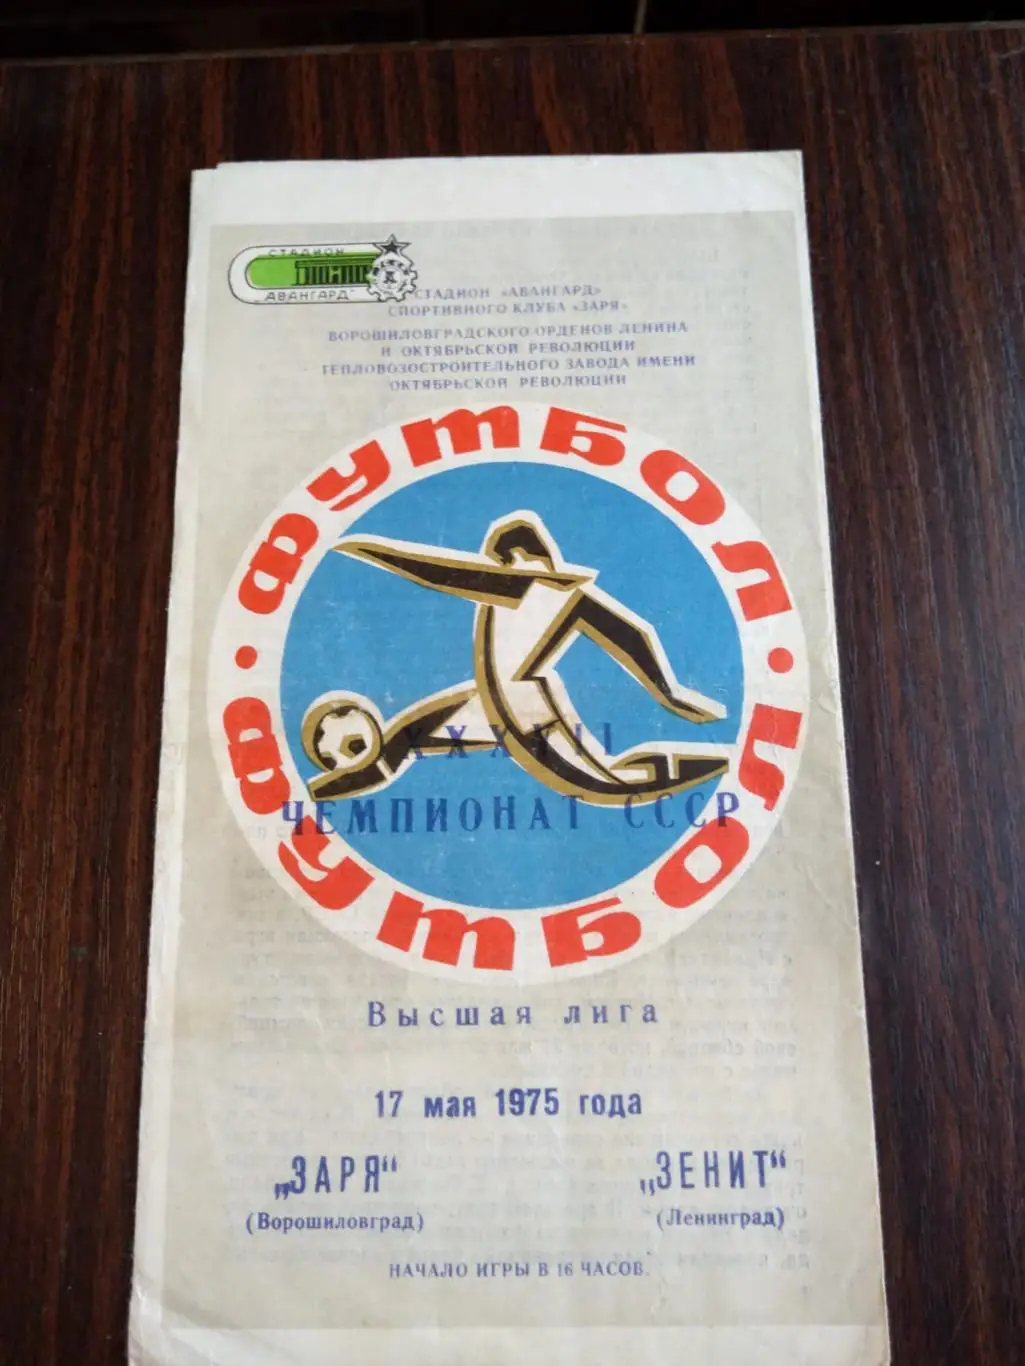 СТАДИОН
„АВАНГАРД"
СТАДИОН «АВАНГАРД»
СПОРТИВНОГО КЛУБА «ЗАРЯ»
ВОРОШИЛОВГРАДСКОГО ОРДЕНОВ ЛЕНИНА
И ОКТЯБРЬСКОЙ РЕВОЛЮЦИИ
ТЕПЛОВОЗОСТРОИТЕЛЬНОГО ЗАВОДА ИМЕНИ
ОКТЯБРЬСКОЙ РЕВОЛЮЦИИ
ФУТБОЛ · ФУТБОЛ ·
XXXVII
ЧЕМПИОНАТ СССР
Высшая лига
17 мая 1975 года
„ЗАРЯ“ „ЗЕНИТ“
(Ворошиловград) (Ленинград)
НАЧАЛО ИГРЫ В 16 ЧАСОВ.